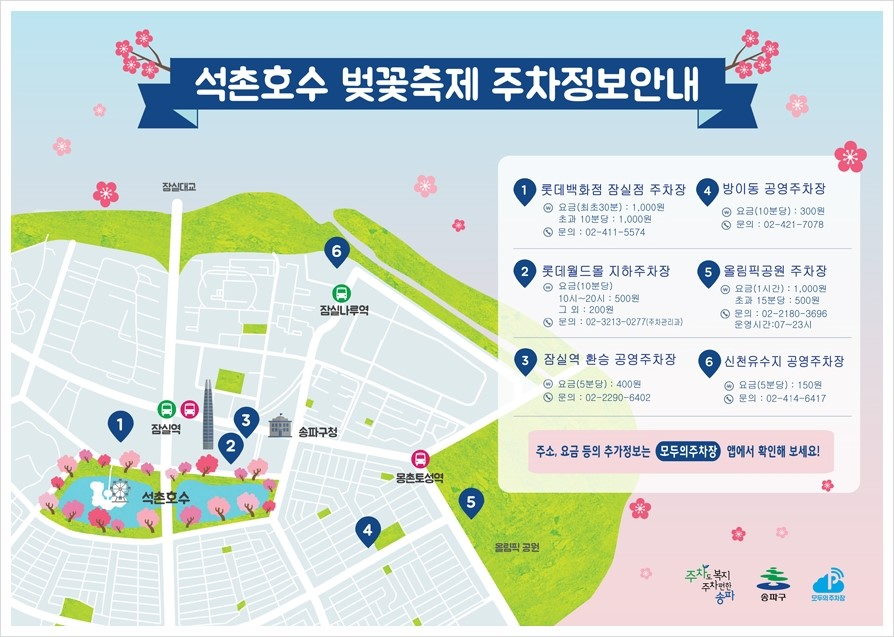 석촌호수 벚꽃축제 주차정보안내
잠실대교
6
잠실나루역
1
잠실역
3
2
송파구청
석촌호수
몽촌토성역
5
4
올림픽 공원
1 롯데백화점 잠실점 주차장
요금(최초30분) : 1,000원
초과 10분당 : 1,000원
문의 : 02-411-5574
2 롯데월드몰 지하주차장
요금(10분당)
10시~20시 : 500원
그 외 : 200원
문의 : 02-3213-0277(주차관리과)
3 잠실역 환승 공영주차장
요금(5분당) : 400원
문의 : 02-2290-6402
4 방이동 공영주차장
요금(10분당) : 300원
문의 : 02-421-7078
5 올림픽공원 주차장
요금(1시간) : 1,000원
초과 15분당 : 500원
문의 : 02-2180-3696
운영시간:07~23시
6 신천유수지 공영주차장
요금(5분당) : 150원
문의 : 02-414-6417
주소, 요금 등의 추가정보는 모두의주차장 앱에서 확인해 보세요!
주차도 복지
주차편한
송파
송파구
P
모두의주차장